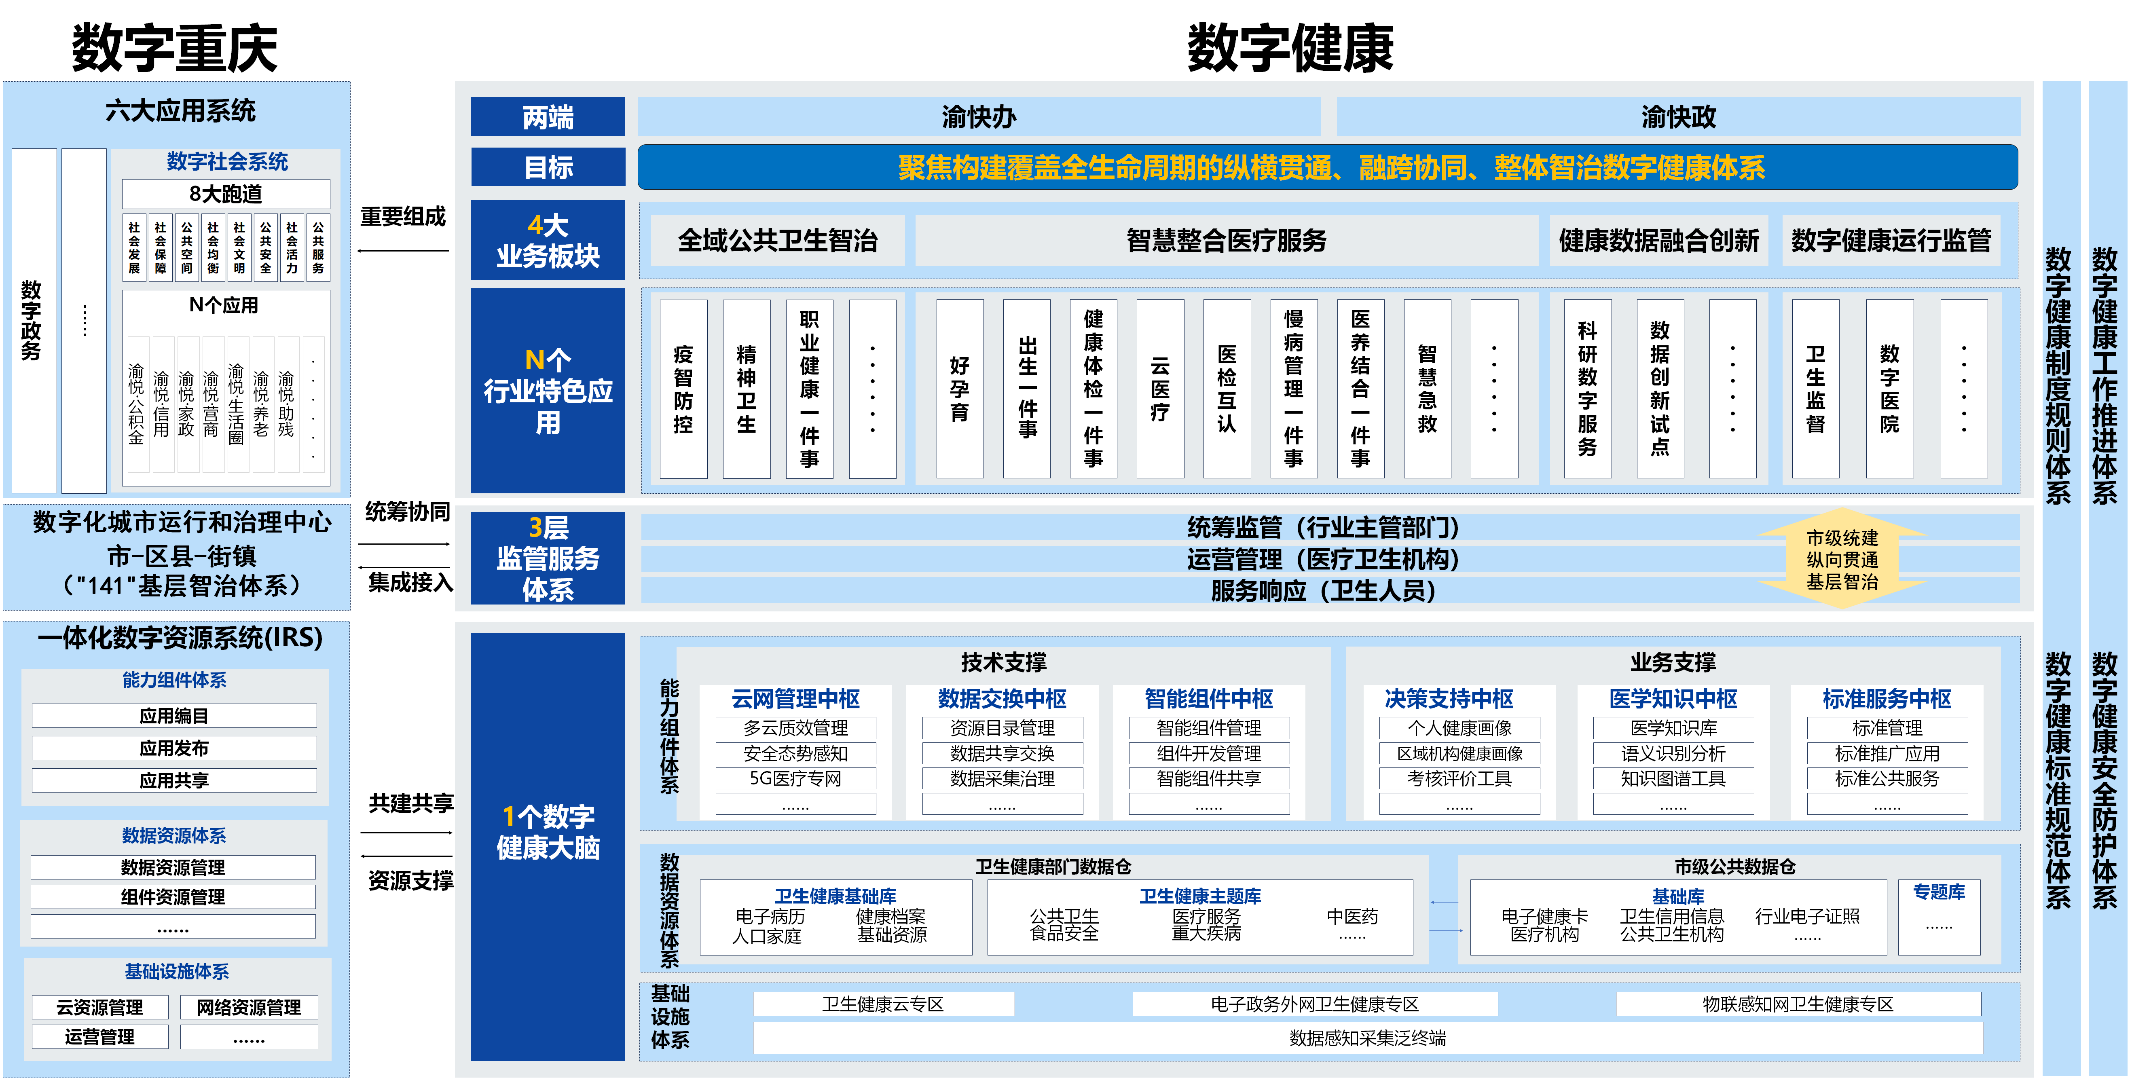 数字重庆
六大应用系统
数字政务
……
数字社会系统
8大跑道
社会发展
社会保障
公共空间
社会均衡
社会文明
公共安全
社会活力
公共服务
N个应用
渝悦·公积金
渝悦·信用
渝悦·家政
渝悦·营商
渝悦·生活圈
渝悦·养老
渝悦·助残
......
数字化城市运行和治理中心
市-区县-街镇
（"141"基层智治体系）
一体化数字资源系统(IRS)
能力组件体系
应用编目
应用发布
应用共享
数据资源体系
数据资源管理
组件资源管理
……
基础设施体系
云资源管理
网络资源管理
运营管理
……
重要组成
统筹协同
集成接入
共建共享
资源支撑
数字健康
两端
渝快办
渝快政
目标
聚焦构建覆盖全生命周期的纵横贯通、融跨协同、整体智治数字健康体系
4大
业务板块
全域公共卫生智治
智慧整合医疗服务
健康数据融合创新
数字健康运行监管
N个
行业特色应
用
疫智防控
精神卫生
职业健康一件事
......
好孕育
出生一件事
健康体检一件事
云医疗
医检互认
慢病管理一件事
医养结合一件事
智慧急救
......
科研数字服务
数据创新试点
......
卫生监督
数字医院
......
3层
监管服务
体系
统筹监管（行业主管部门）
运营管理（医疗卫生机构）
服务响应（卫生人员）
市级统建
纵向贯通
基层智治
1个数字
健康大脑
能力组件体系
技术支撑
云网管理中枢
多云质效管理
安全态势感知
5G医疗专网
……
数据交换中枢
资源目录管理
数据共享交换
数据采集治理
……
智能组件中枢
智能组件管理
组件开发管理
智能组件共享
……
业务支撑
决策支持中枢
个人健康画像
区域机构健康画像
考核评价工具
……
医学知识中枢
医学知识库
语义识别分析
知识图谱工具
……
标准服务中枢
标准管理
标准推广应用
标准公共服务
……
数据资源体系
卫生健康部门数据仓
卫生健康基础库
电子病历 健康档案
人口家庭 基础资源
卫生健康主题库
公共卫生 医疗服务 中医药
食品安全 重大疾病 ……
市级公共数据仓
基础库
电子健康卡 卫生信用信息 行业电子证照
医疗机构 公共卫生机构 ……
专题库
……
基础
设施
体系
卫生健康云专区
电子政务外网卫生健康专区
物联感知网卫生健康专区
数据感知采集泛终端
数字健康制度规则体系
数字健康标准规范体系
数字健康工作推进体系
数字健康安全防护体系